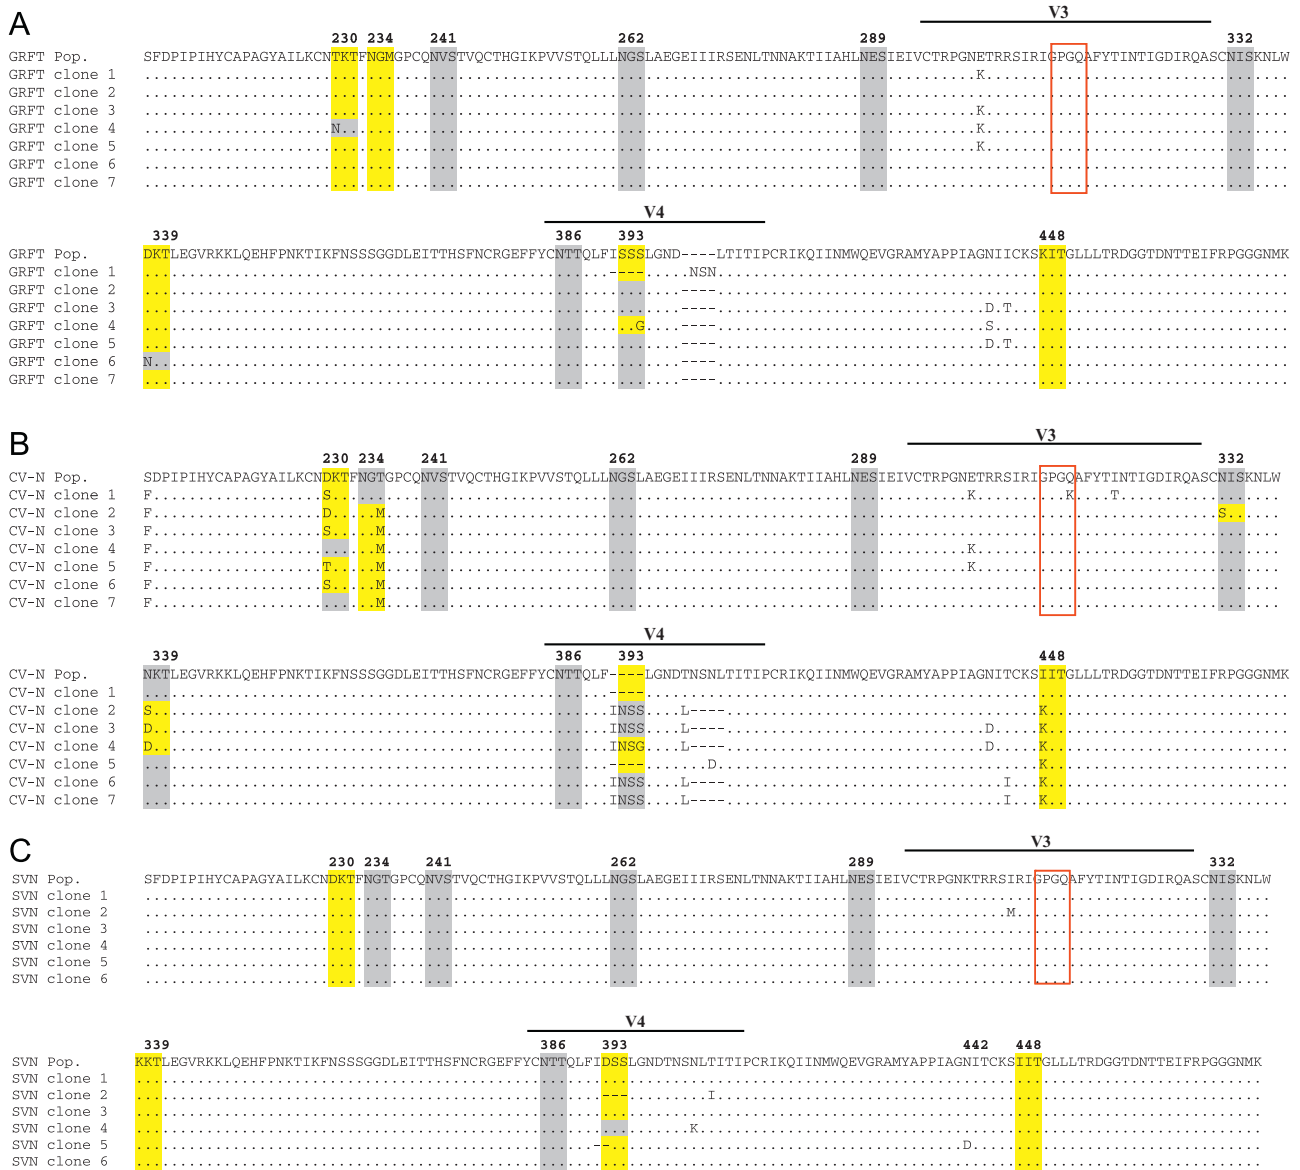 A
V3
230 234 241 262 289 332
GRFT Pop. SFDPIPIHYCAPAGYAILKCNTKTFNGMGPCQNVSTVQCTHGIKPVVSTQLLLNGSLAEGEIIIRSENLTNNAKTIIAHLNESIEIVCTRPGNETRRSIRIGPGQAFYTINTIGDIRQASCNISKNLW
GRFT clone 1 .............................................................................................K..................................
GRFT clone 2 ................................................................................................................................
GRFT clone 3 .............................................................................................K..................................
GRFT clone 4 .....................N.......................................................................K..................................
GRFT clone 5 .............................................................................................K..................................
GRFT clone 6 ................................................................................................................................
GRFT clone 7 ................................................................................................................................
V4
339 386 393 448
GRFT Pop. DKTLEGVRKKLQEHFPNKTIKFNSSSGGDLEITTHSFNCRGEFFYCNTTQLFISSSLGND----LTITIPCRIKQIINMWQEVGRAMYAPPIAGNIICKSKITGLLLTRDGGTDNTTEIFRPGGGNMK
GRFT clone 1 ....................................................----.....NSN................................................................
GRFT clone 2 ............................................................----................................................................
GRFT clone 3 ............................................................----..............................D.T...............................
GRFT clone 4 .......................................................G....----..............................S.................................
GRFT clone 5 ............................................................----..............................D.T...............................
GRFT clone 6 N...........................................................----................................................................
GRFT clone 7 ............................................................----................................................................
B
V3
230 234 241 262 289 332
CV-N Pop. SDPIPIHYCAPAGYAILKCNDKTFNGTGPCQNVSTVQCTHGIKPVVSTQLLLNGSLAEGEIIIRSENLTNNAKTIIAHLNESIEIVCTRPGNETRRSIRIGPGQAFYTINTIGDIRQASCNISKNLW
CV-N clone 1 F...................S.......................................................................K..........K....T..................
CV-N clone 2 F...................D.....M.............................................................................................S......
CV-N clone 3 F...................S.....M....................................................................................................
CV-N clone 4 F.........................M.................................................................K..................................
CV-N clone 5 F...................T.....M.................................................................K..................................
CV-N clone 6 F...................S.....M....................................................................................................
CV-N clone 7 F.........................M....................................................................................................
V4
339 386 393 448
CV-N Pop. NKTLEGVRKKLQEHFPNKTIKFNSSSGGDLEITTHSFNCRGEFFYCNTTQLF----LGNDTNSNLTITIPCRIKQIINMWQEVGRAMYAPPIAGNITCKSIITGLLLTRDGGTDNTTEIFRPGGGNMK
CV-N clone 1 ....................................................----........................................................................
CV-N clone 2 S...................................................INSS....L----...................................K...........................
CV-N clone 3 D...................................................INSS....L----.............................D.....K...........................
CV-N clone 4 D...................................................INSG....L----.............................D.....K...........................
CV-N clone 5 ....................................................----.......D....................................K...........................
CV-N clone 6 ....................................................INSS....L----...............................I...K...........................
CV-N clone 7 ....................................................INSS....L----...............................I...K...........................
C
V3
230 234 241 262 289 332
SVN Pop. SFDPIPIHYCAPAGYAILKCNDKTFNGTGPCQNVSTVQCTHGIKPVVSTQLLLNGSLAEGEIIIRSENLTNNAKTIIAHLNESIEIVCTRPGNKTRRSIRIGPGQAFYTINTIGDIRQASCNISKNLW
SVN clone 1 ................................................................................................................................
SVN clone 2 ..................................................................................................M.............................
SVN clone 3 ................................................................................................................................
SVN clone 4 ................................................................................................................................
SVN clone 5 ................................................................................................................................
SVN clone 6 ................................................................................................................................
V4
339 386 393 442 448
SVN Pop. KKTLEGVRKKLQEHFPNKTIKFNSSSGGDLEITTHSFNCRGEFFYCNTTQLFIDSSLGNDTNSNLTITIPCRIKQIINMWQEVGRAMYAPPIAGNITCKSIITGLLLTRDGGTDNTTEIFRPGGGNMK
SVN clone 1 ................................................................................................................................
SVN clone 2 .....................................................---.........I..............................................................
SVN clone 3 ................................................................................................................................
SVN clone 4 ...............................................................K................................................................
SVN clone 5 ....................................................--..........................................D...............................
SVN clone 6 ................................................................................................................................